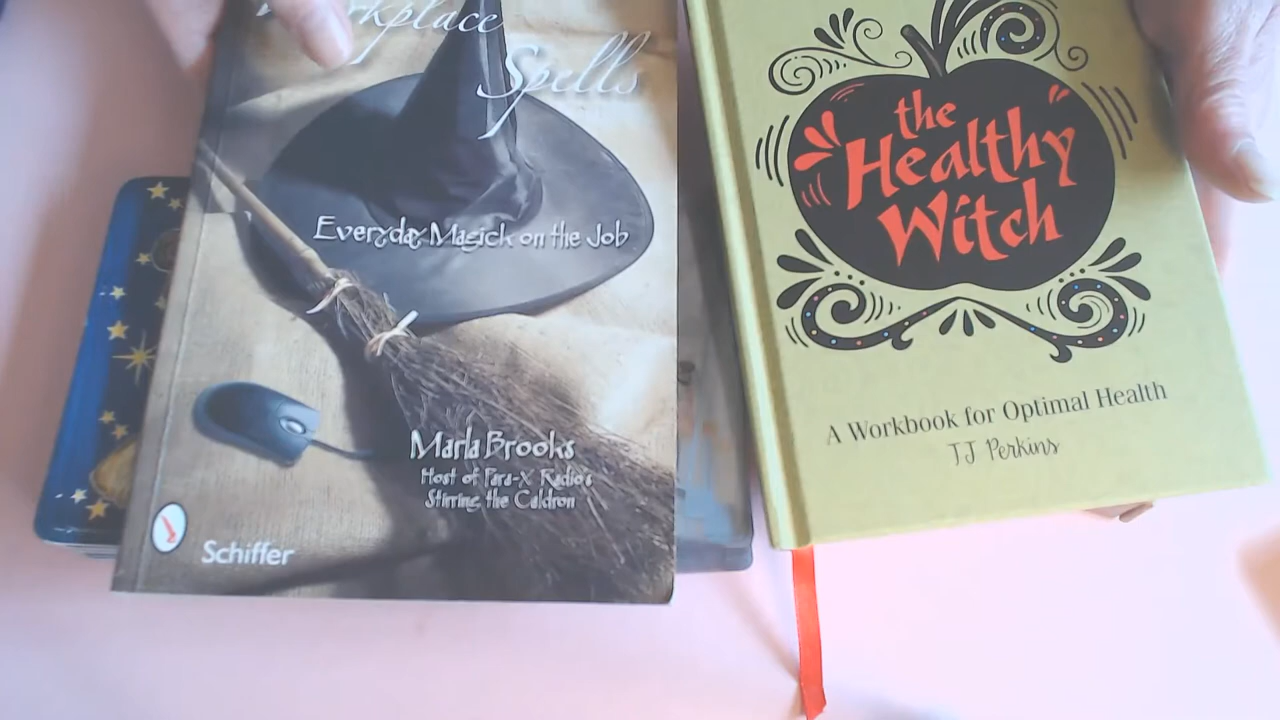 Workplace
Spells
Everyday Magick on the Job
Marla Brooks
Host of Para-X Radio's
Stirring the Caldron
Schiffer
the
Healthy
Witch
A Workbook for Optimal Health
TJ Perkins